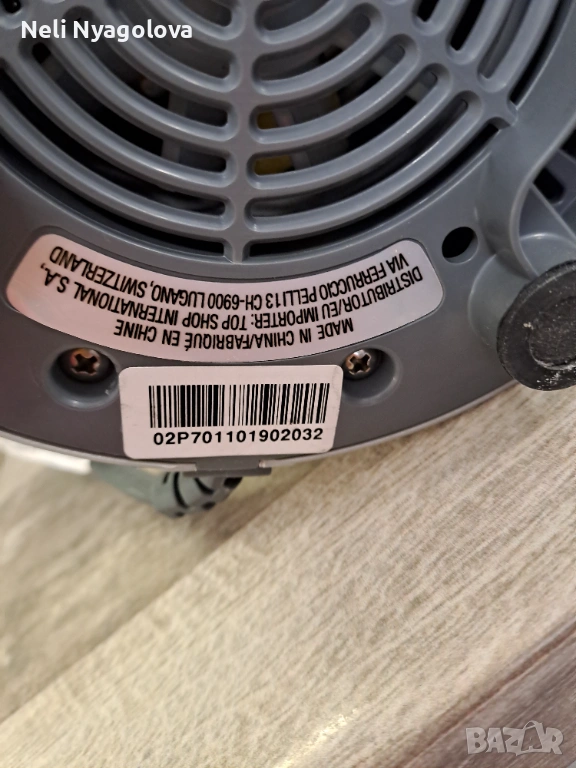 Neli Nyagolova
MADE IN CHINA/FABRIQUÉ EN CHINE
DISTRIBUTOR/EU IMPORTER: TOP SHOP INTERNATIONAL S.A.,
VIA FERRUCCIO PELLI 13 CH-6900 LUGANO, SWITZERLAND
02P701101902032
BAZAR